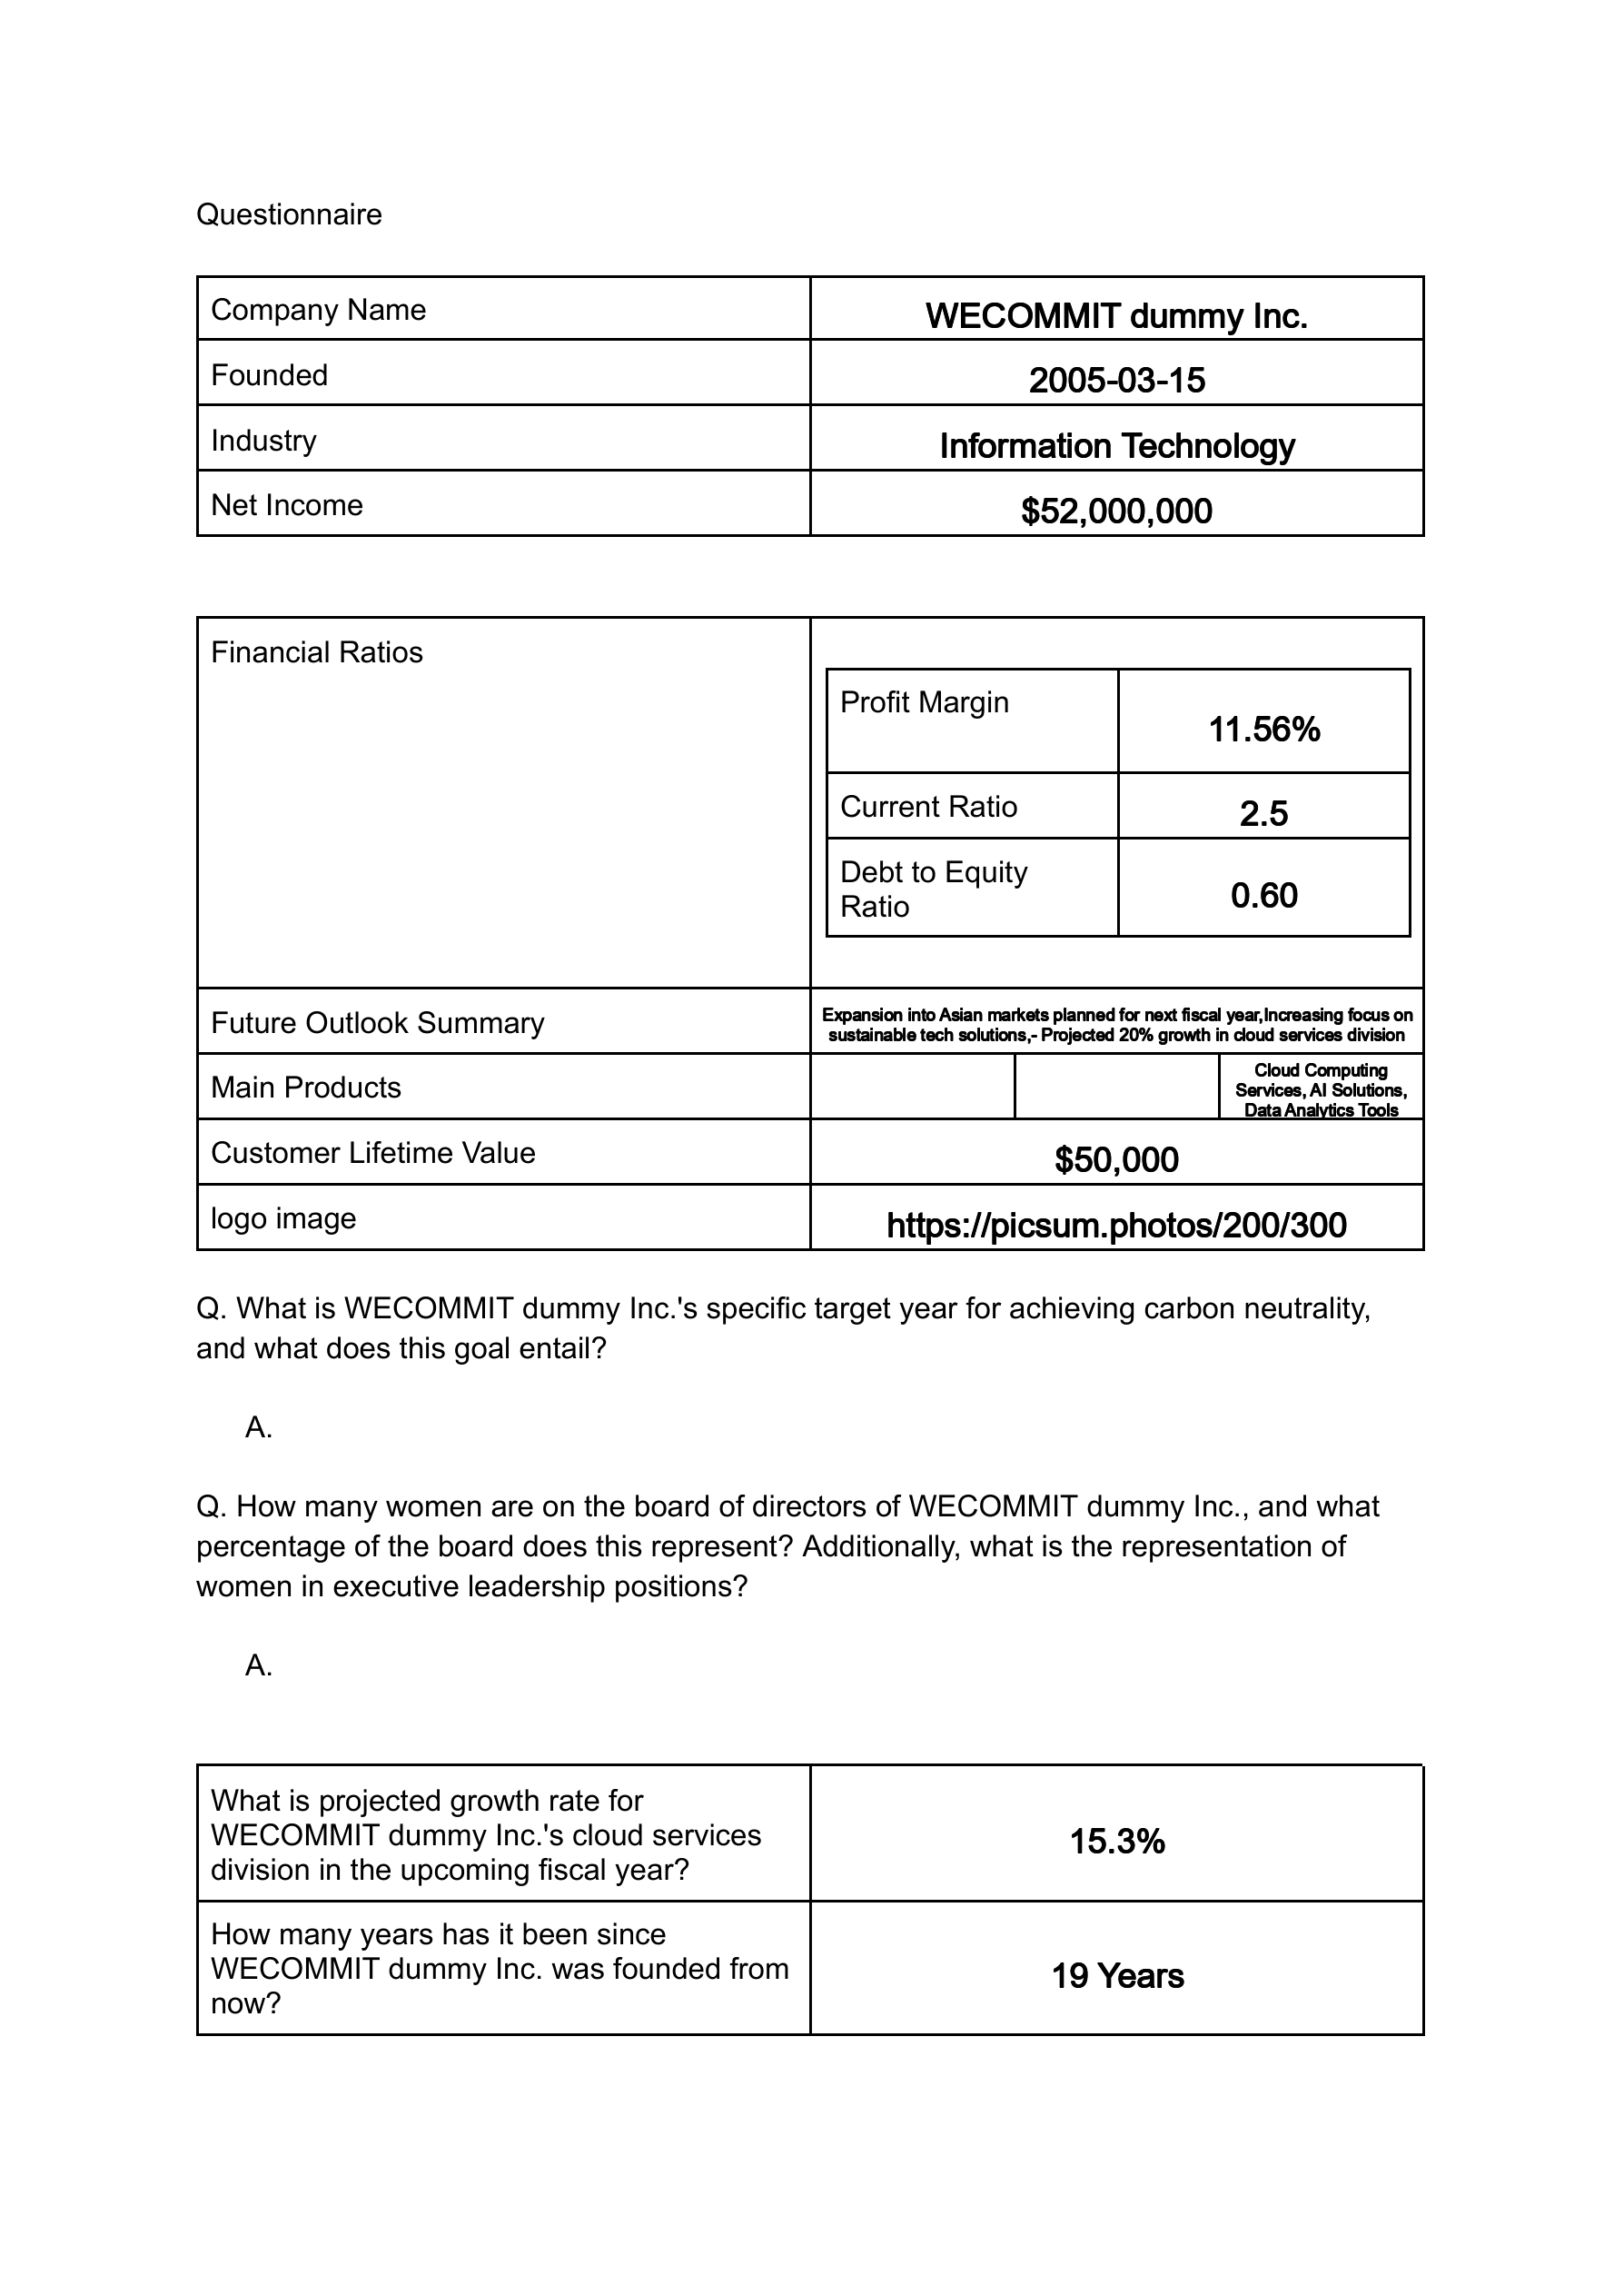 Questionnaire
Company Name
WECOMMIT dummy Inc.
Founded
2005-03-15
Industry
Information Technology
Net Income
$52,000,000
Financial Ratios
Profit Margin
11.56%
Current Ratio
2.5
Debt to Equity
Ratio
0.60
Future Outlook Summary
Expansion into Asian markets planned for next fiscal year,Increasing focus on
sustainable tech solutions,- Projected 20% growth in cloud services division
Main Products
Cloud Computing
Services, AI Solutions,
Data Analytics Tools
Customer Lifetime Value
$50,000
logo image
https://picsum.photos/200/300
Q. What is WECOMMIT dummy Inc.'s specific target year for achieving carbon neutrality,
and what does this goal entail?
A.
Q. How many women are on the board of directors of WECOMMIT dummy Inc., and what
percentage of the board does this represent? Additionally, what is the representation of
women in executive leadership positions?
A.
What is projected growth rate for
WECOMMIT dummy Inc.'s cloud services
division in the upcoming fiscal year?
15.3%
How many years has it been since
WECOMMIT dummy Inc. was founded from
now?
19 Years